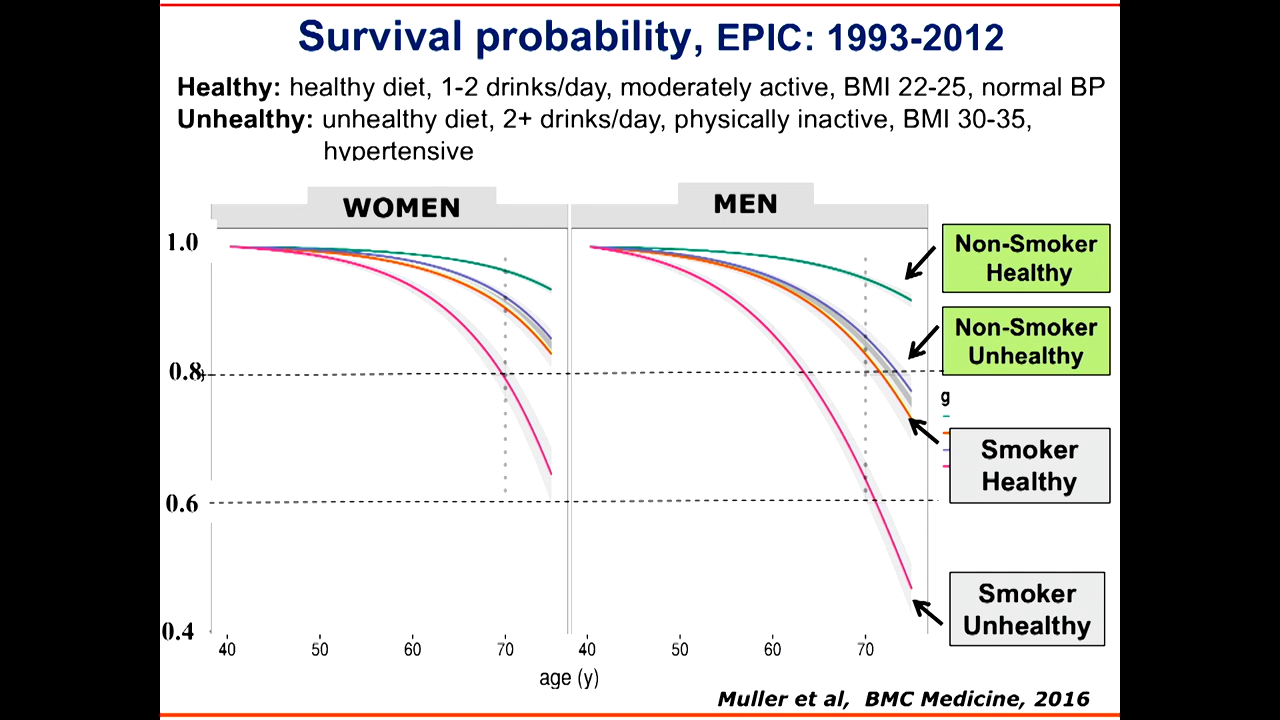 Survival probability, EPIC: 1993-2012
Healthy: healthy diet, 1-2 drinks/day, moderately active, BMI 22-25, normal BP
Unhealthy: unhealthy diet, 2+ drinks/day, physically inactive, BMI 30-35,
hypertensive
WOMEN
MEN
1.0
0.8
0.6
0.4
Non-Smoker
Healthy
Non-Smoker
Unhealthy
g
Smoker
Healthy
Smoker
Unhealthy
40 50 60 70 40 50 60 70
age (y)
Muller et al, BMC Medicine, 2016